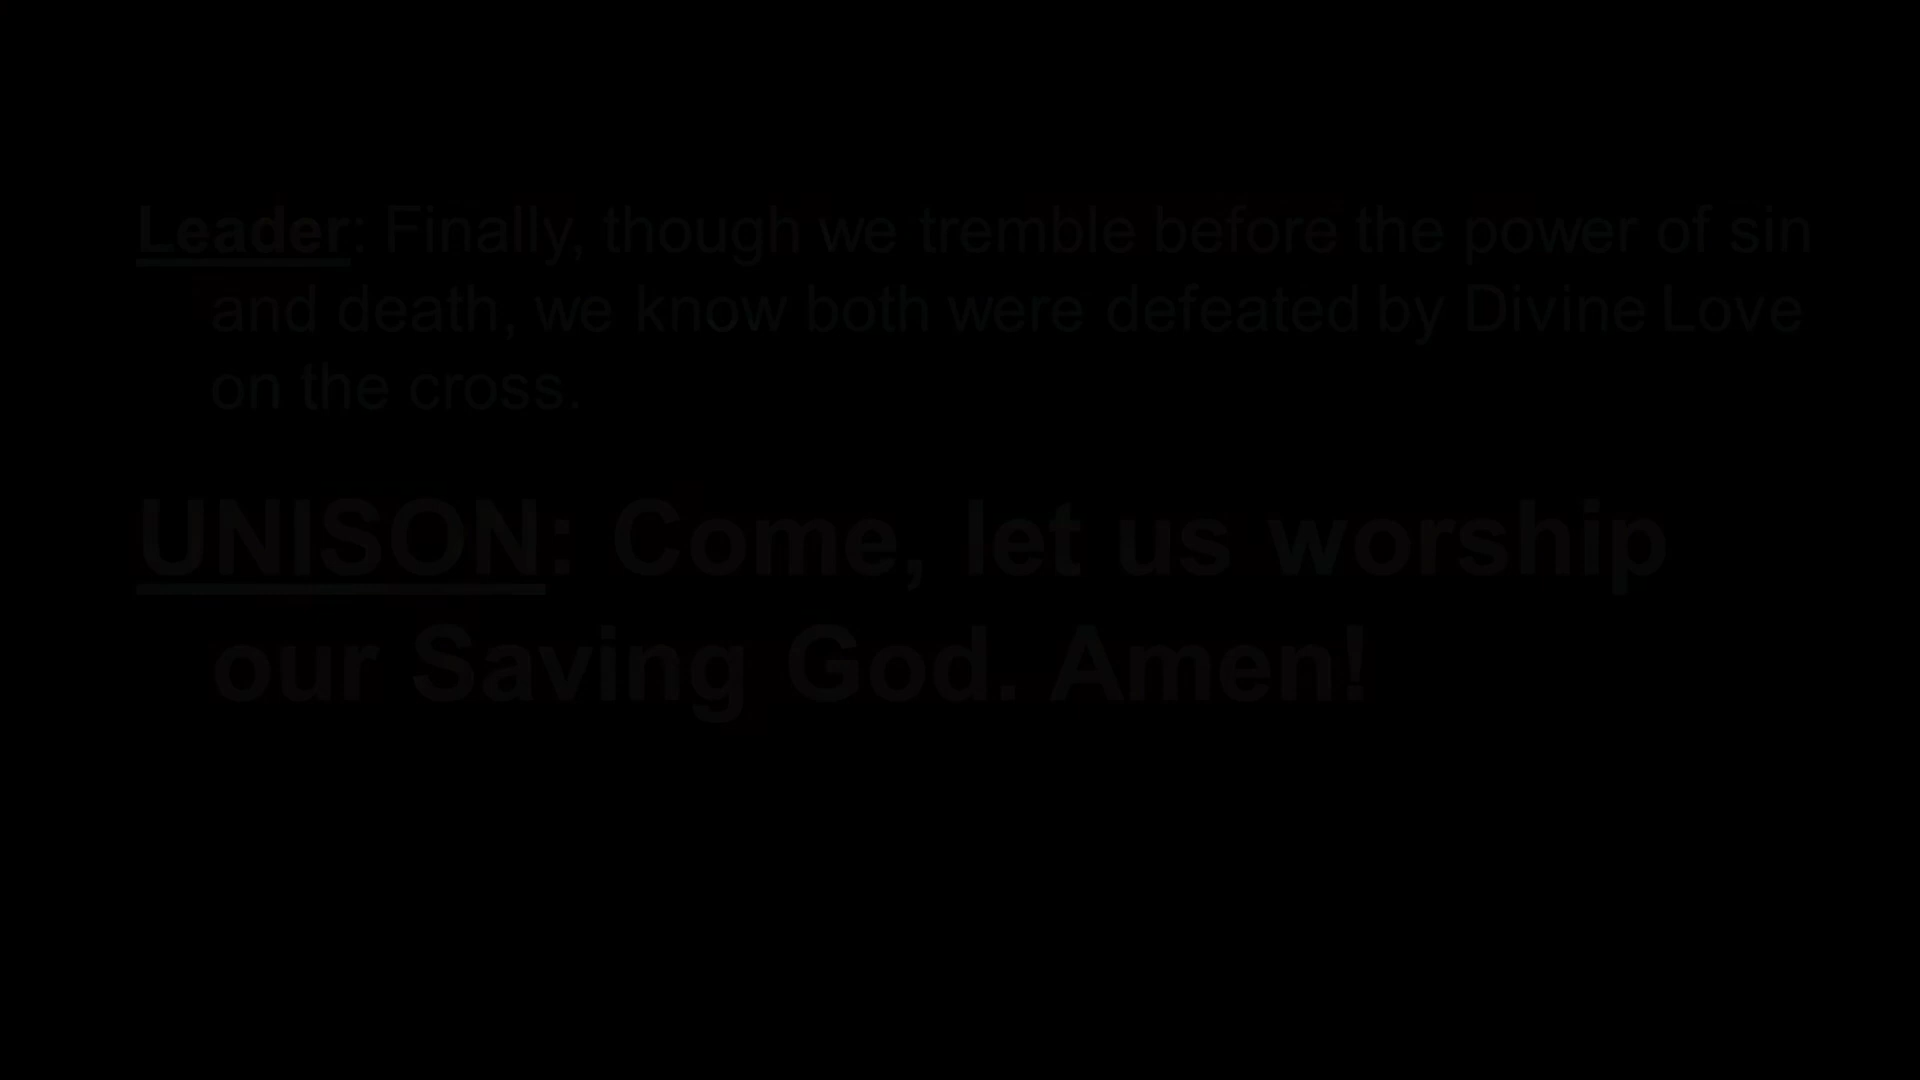 Leader: Finally, though we tremble before the power of sin
and death, we know both were defeated by Divine Love
on the cross.
UNISON: Come, let us worship
our Saving God. Amen!